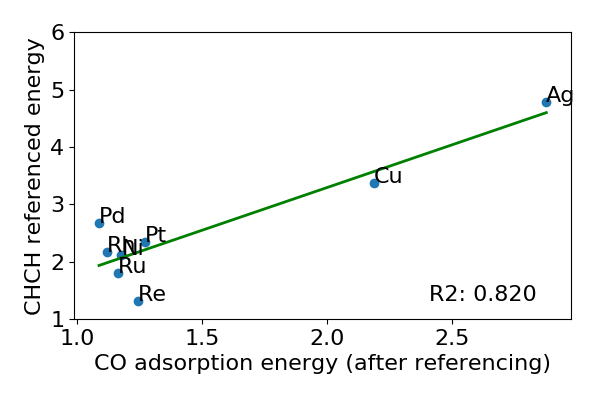 6
5
4
3
2
1
CHCH referenced energy
Ag
Cu
Pd
Pt
Rh
Ni
Ru
Re
R2: 0.820
1.0
1.5
2.0
2.5
CO adsorption energy (after referencing)